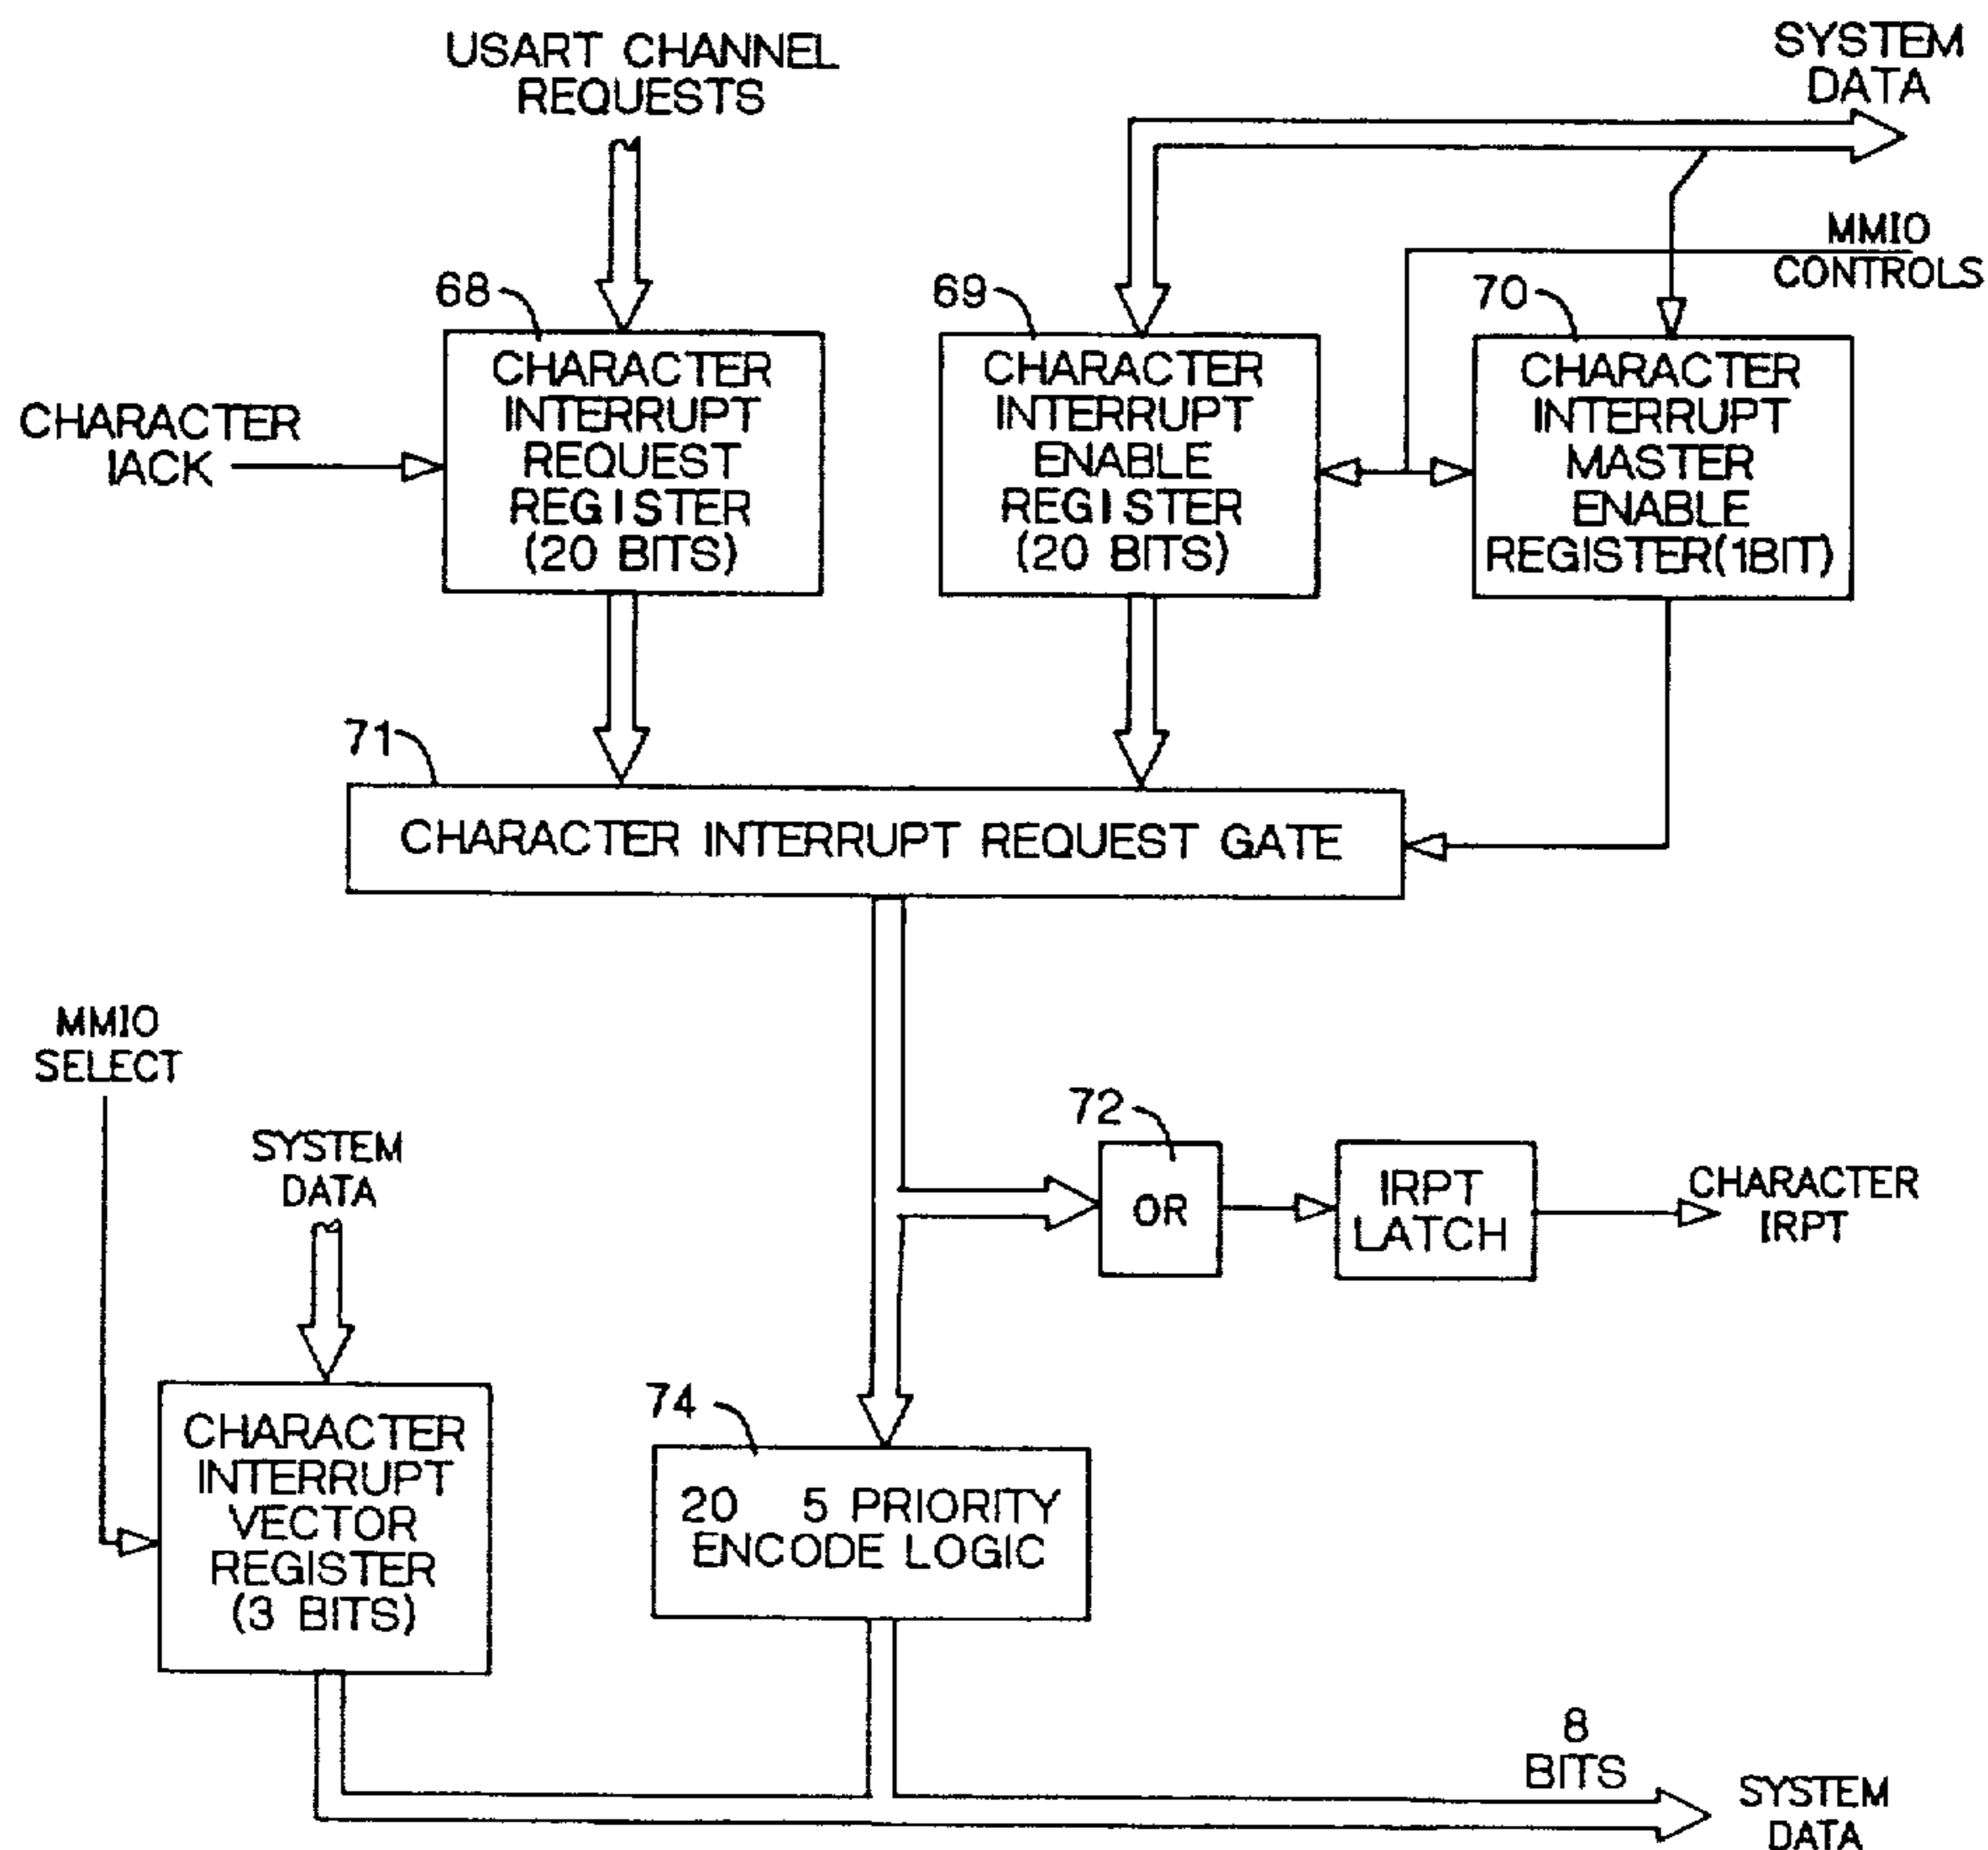 USART CHANNEL
REQUESTS
SYSTEM
DATA
MMIO
CONTROLS
68
69
70
CHARACTER
INTERRUPT
REQUEST
REGISTER
(20 BITS)
CHARACTER
INTERRUPT
ENABLE
REGISTER
(20 BITS)
CHARACTER
INTERRUPT
MASTER
ENABLE
REGISTER(1BIT)
CHARACTER
IACK
71
CHARACTER INTERRUPT REQUEST GATE
MMIO
SELECT
SYSTEM
DATA
72
OR
IRPT
LATCH
CHARACTER
IRPT
CHARACTER
INTERRUPT
VECTOR
REGISTER
(3 BITS)
74
20 5 PRIORITY
ENCODE LOGIC
8
BITS
SYSTEM
DATA